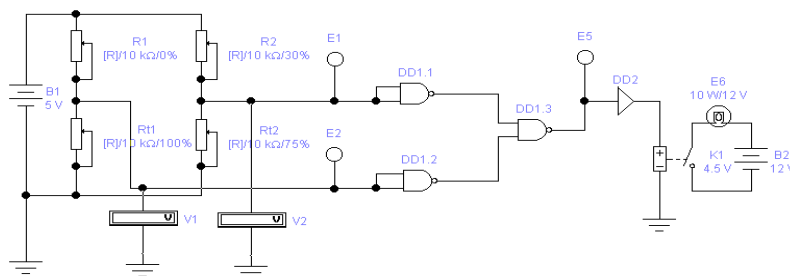 R1
[R]/10 kΩ/0%
R2
[R]/10 kΩ/30%
B1
5 V
Rt1
[R]/10 kΩ/100%
Rt2
[R]/10 kΩ/75%
E1
E2
V
V1
V
V2
DD1.1
DD1.2
DD1.3
E5
DD2
E6
10 W/12 V
+
-
K1
4.5 V
B2
12 V